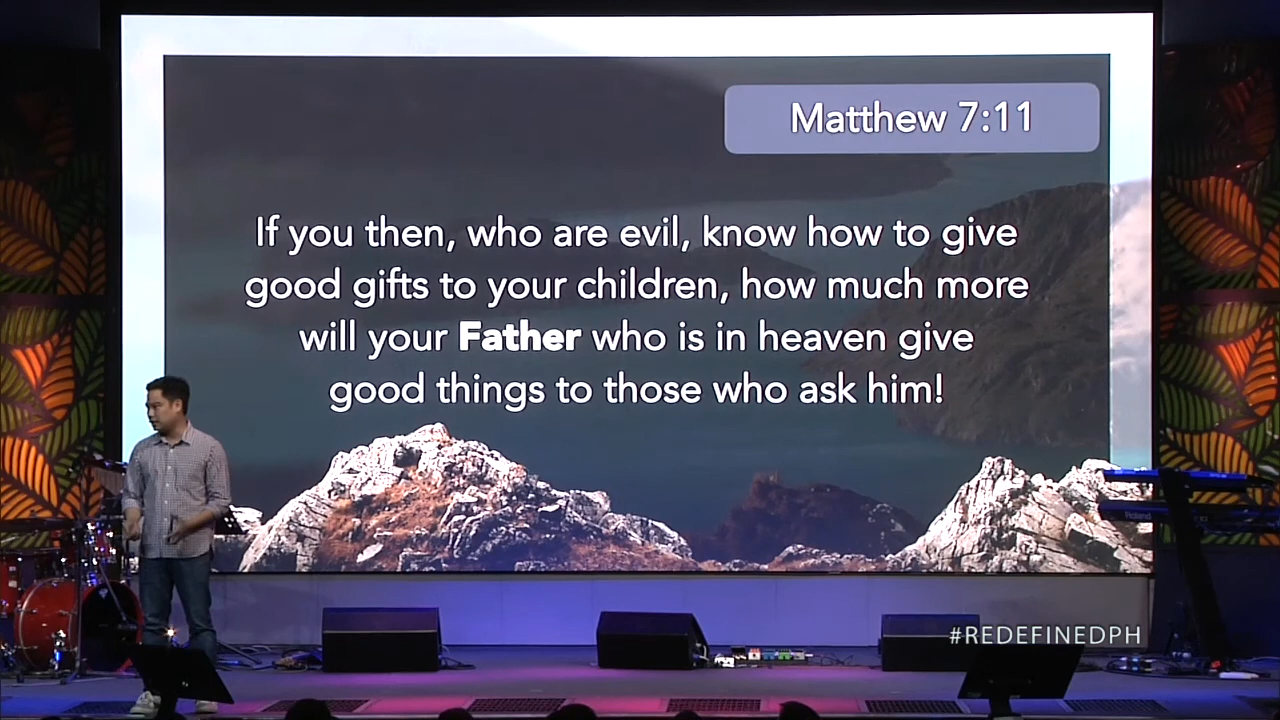 Matthew 7:11
If you then, who are evil, know how to give
good gifts to your children, how much more
will your Father who is in heaven give
good things to those who ask him!
Roland
#REDEFINEDPH